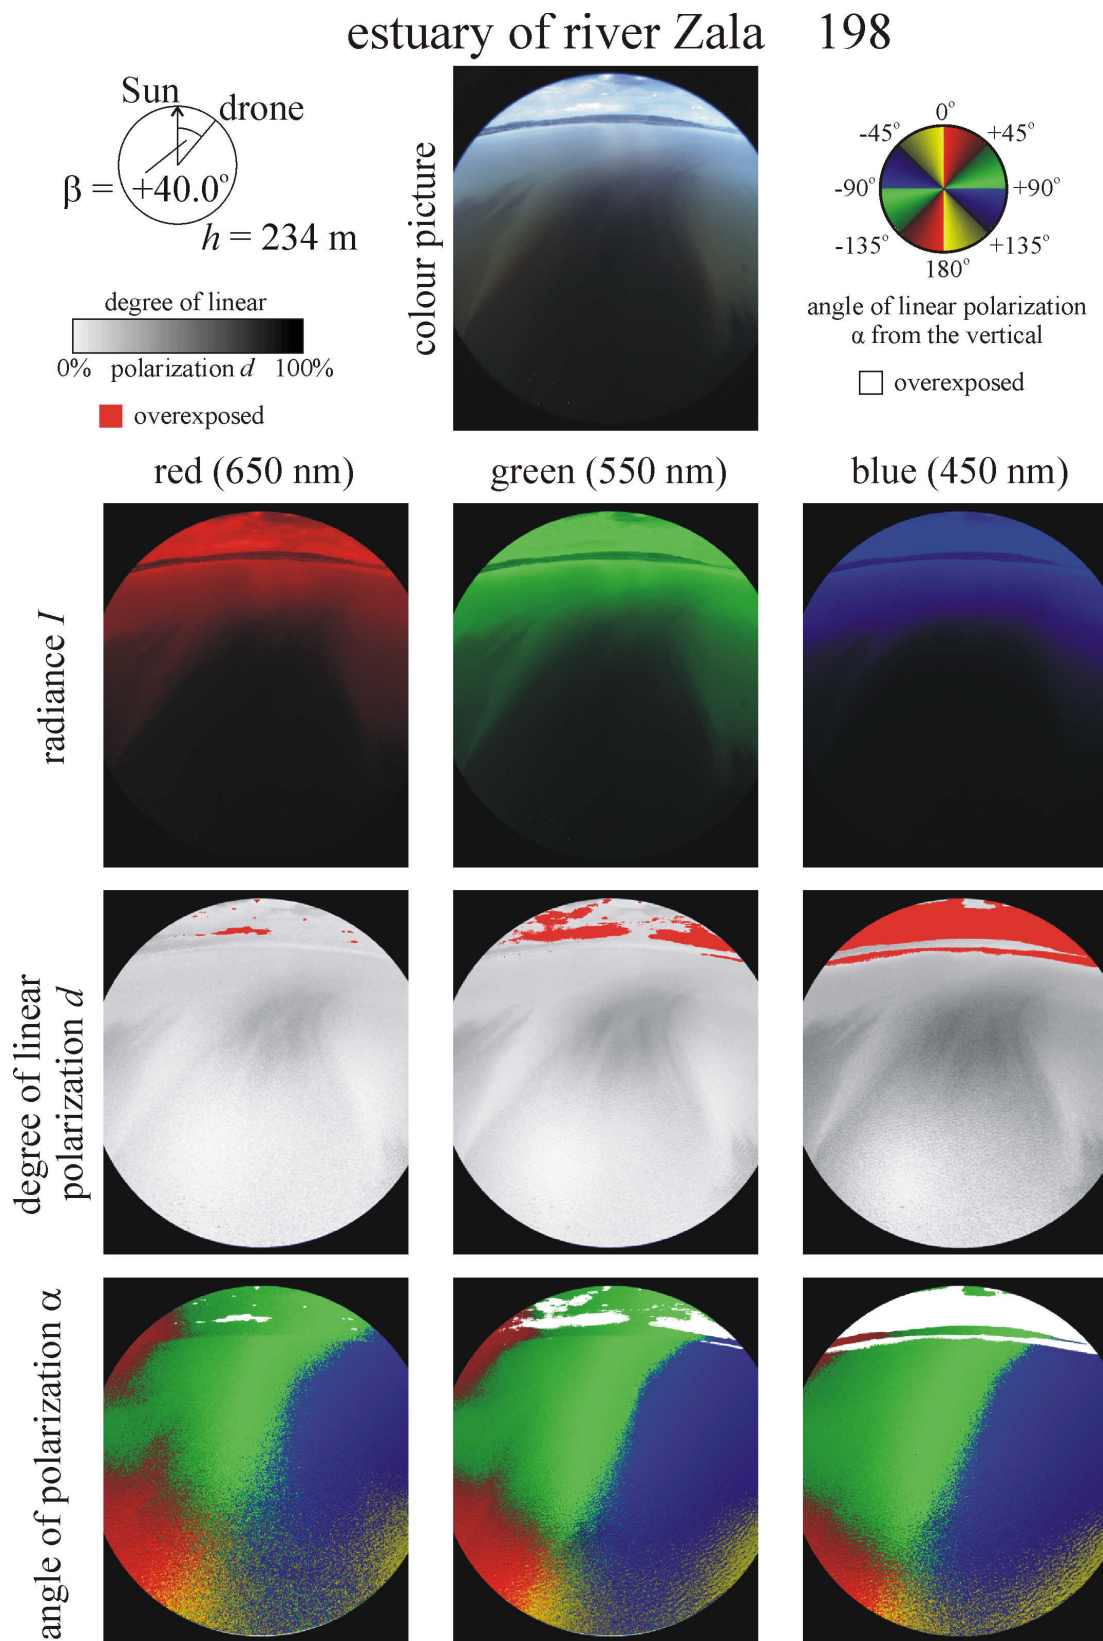 estuary of river Zala 198
Sun
drone
β = +40.0°
h = 234 m
degree of linear
0% polarization d 100%
overexposed
colour picture
0°
-45° +45°
-90° +90°
-135° +135°
180°
angle of linear polarization
α from the vertical
overexposed
red (650 nm) green (550 nm) blue (450 nm)
radiance I
degree of linear
polarization d
angle of polarization α